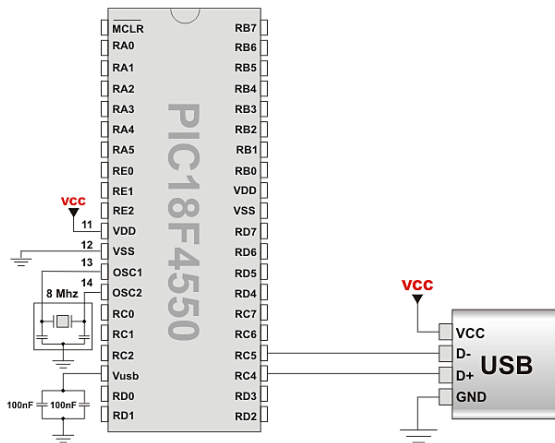 MCLR
RA0
RA1
RA2
RA3
RA4
RA5
RE0
RE1
RE2
VDD
VSS
OSC1
OSC2
RC0
RC1
RC2
Vusb
RD0
RD1
PIC18F4550
RB7
RB6
RB5
RB4
RB3
RB2
RB1
RB0
VDD
VSS
RD7
RD6
RD5
RD4
RC7
RC6
RC5
RC4
RD3
RD2
VCC
11
12
13
14
8 Mhz
100nF
100nF
VCC
VCC
D-
D+
GND
USB